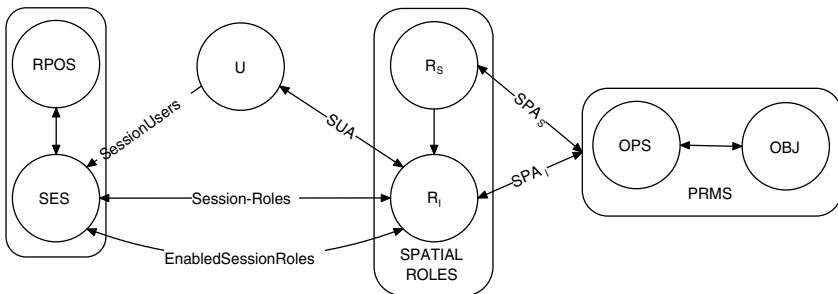 RPOS
U
R_S
SessionUsers
SUA
SPA_S
OPS
OBJ
SES
Session-Roles
R_I
SPA_I
PRMS
EnabledSessionRoles
SPATIAL
ROLES